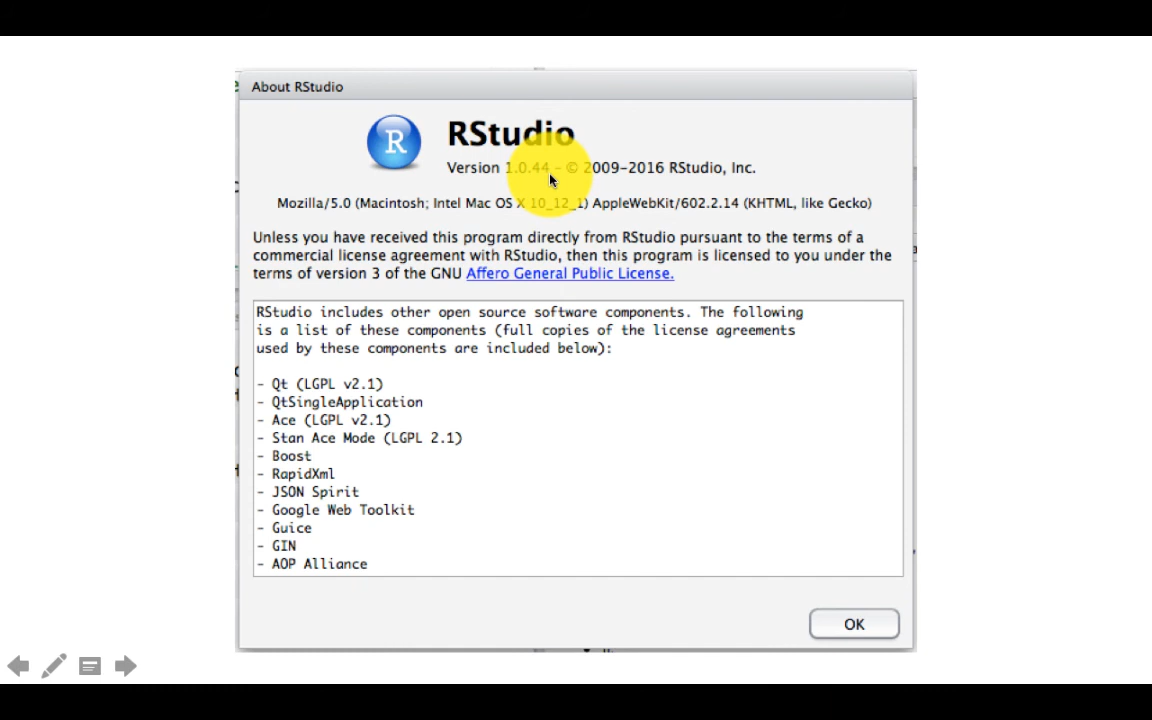 About RStudio
R
RStudio
Version 1.0.44 - © 2009-2016 RStudio, Inc.
Mozilla/5.0 (Macintosh; Intel Mac OS X 10_12_1) AppleWebKit/602.2.14 (KHTML, like Gecko)
Unless you have received this program directly from RStudio pursuant to the terms of a
commercial license agreement with RStudio, then this program is licensed to you under the
terms of version 3 of the GNU Affero General Public License.
RStudio includes other open source software components. The following
is a list of these components (full copies of the license agreements
used by these components are included below):
- Qt (LGPL v2.1)
- QtSingleApplication
- Ace (LGPL v2.1)
- Stan Ace Mode (LGPL 2.1)
- Boost
- RapidXml
- JSON Spirit
- Google Web Toolkit
- Guice
- GIN
- AOP Alliance
OK